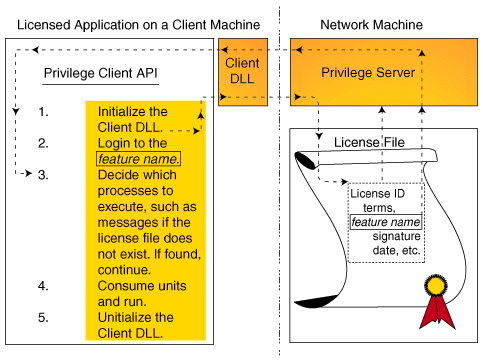 Licensed Application on a Client Machine
Network Machine
Privilege Client API
Client
DLL
Privilege Server
1. Initialize the
Client DLL.
2. Login to the
feature name.
3. Decide which
processes to
execute, such as
messages if the
license file does
not exist. If found,
continue.
4. Consume units
and run.
5. Unitialize the
Client DLL.
License File
License ID
terms,
feature name
signature
date, etc.